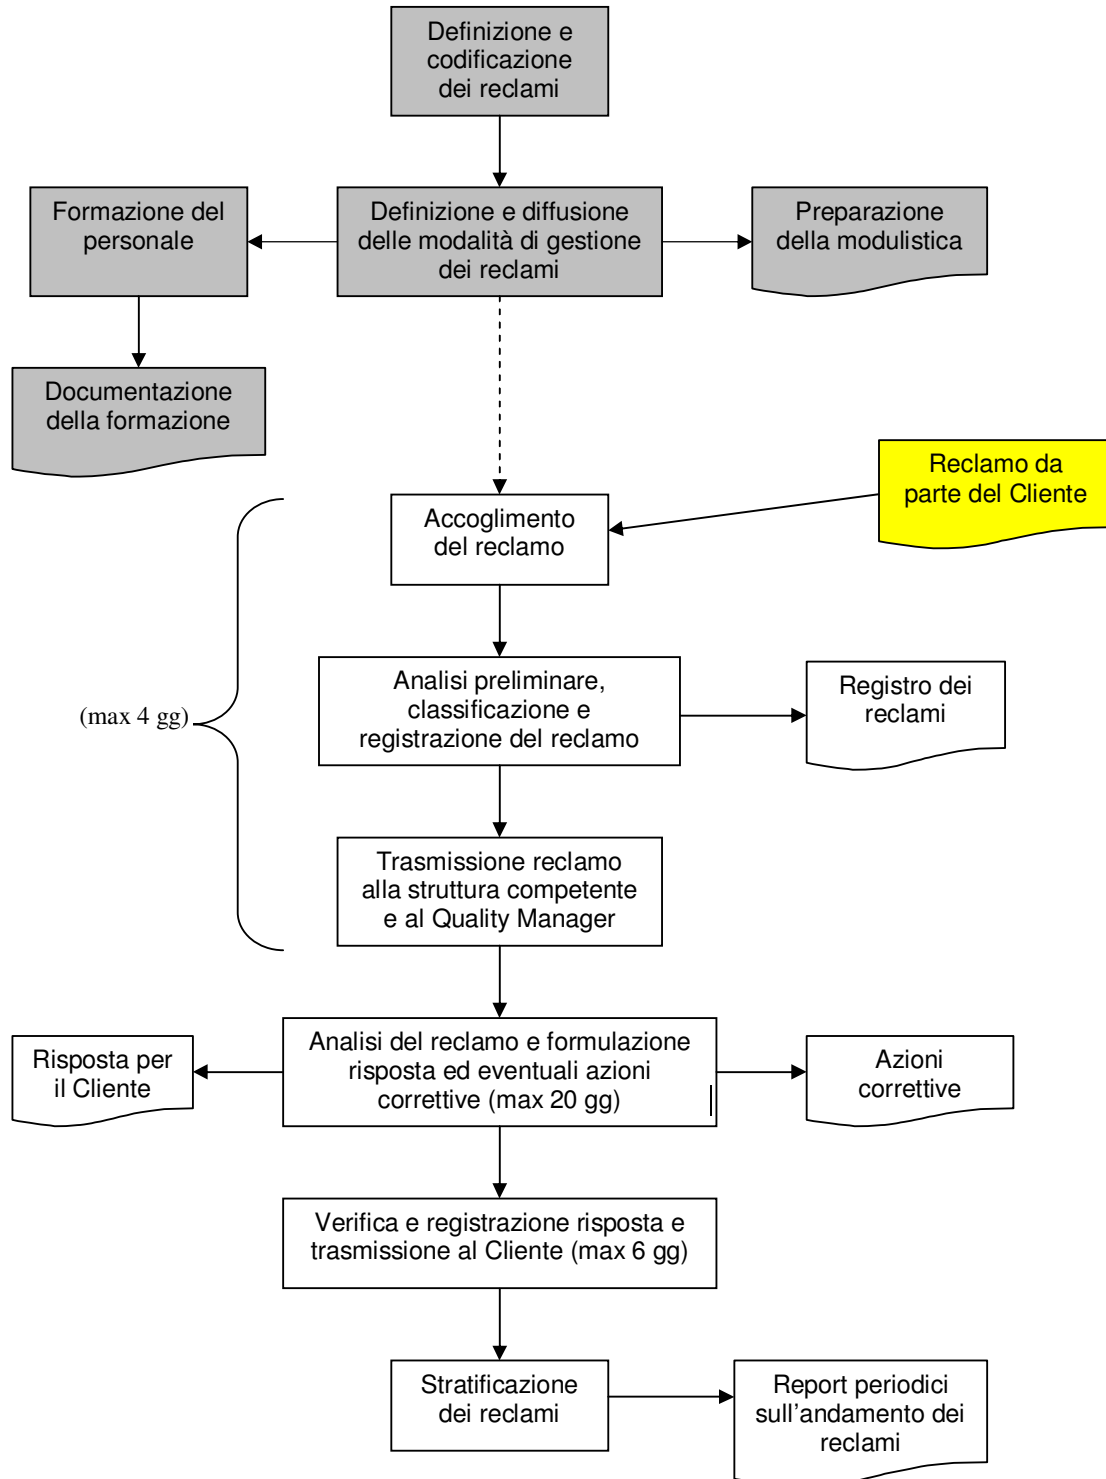 Definizione e
codificazione
dei reclami
Formazione del
personale
Definizione e diffusione
delle modalità di gestione
dei reclami
Preparazione
della modulistica
Documentazione
della formazione
Reclamo da
parte del Cliente
Accoglimento
del reclamo
(max 4 gg)
Analisi preliminare,
classificazione e
registrazione del reclamo
Registro dei
reclami
Trasmissione reclamo
alla struttura competente
e al Quality Manager
Risposta per
il Cliente
Analisi del reclamo e formulazione
risposta ed eventuali azioni
correttive (max 20 gg)
Azioni
correttive
Verifica e registrazione risposta e
trasmissione al Cliente (max 6 gg)
Stratificazione
dei reclami
Report periodici
sull’andamento dei
reclami